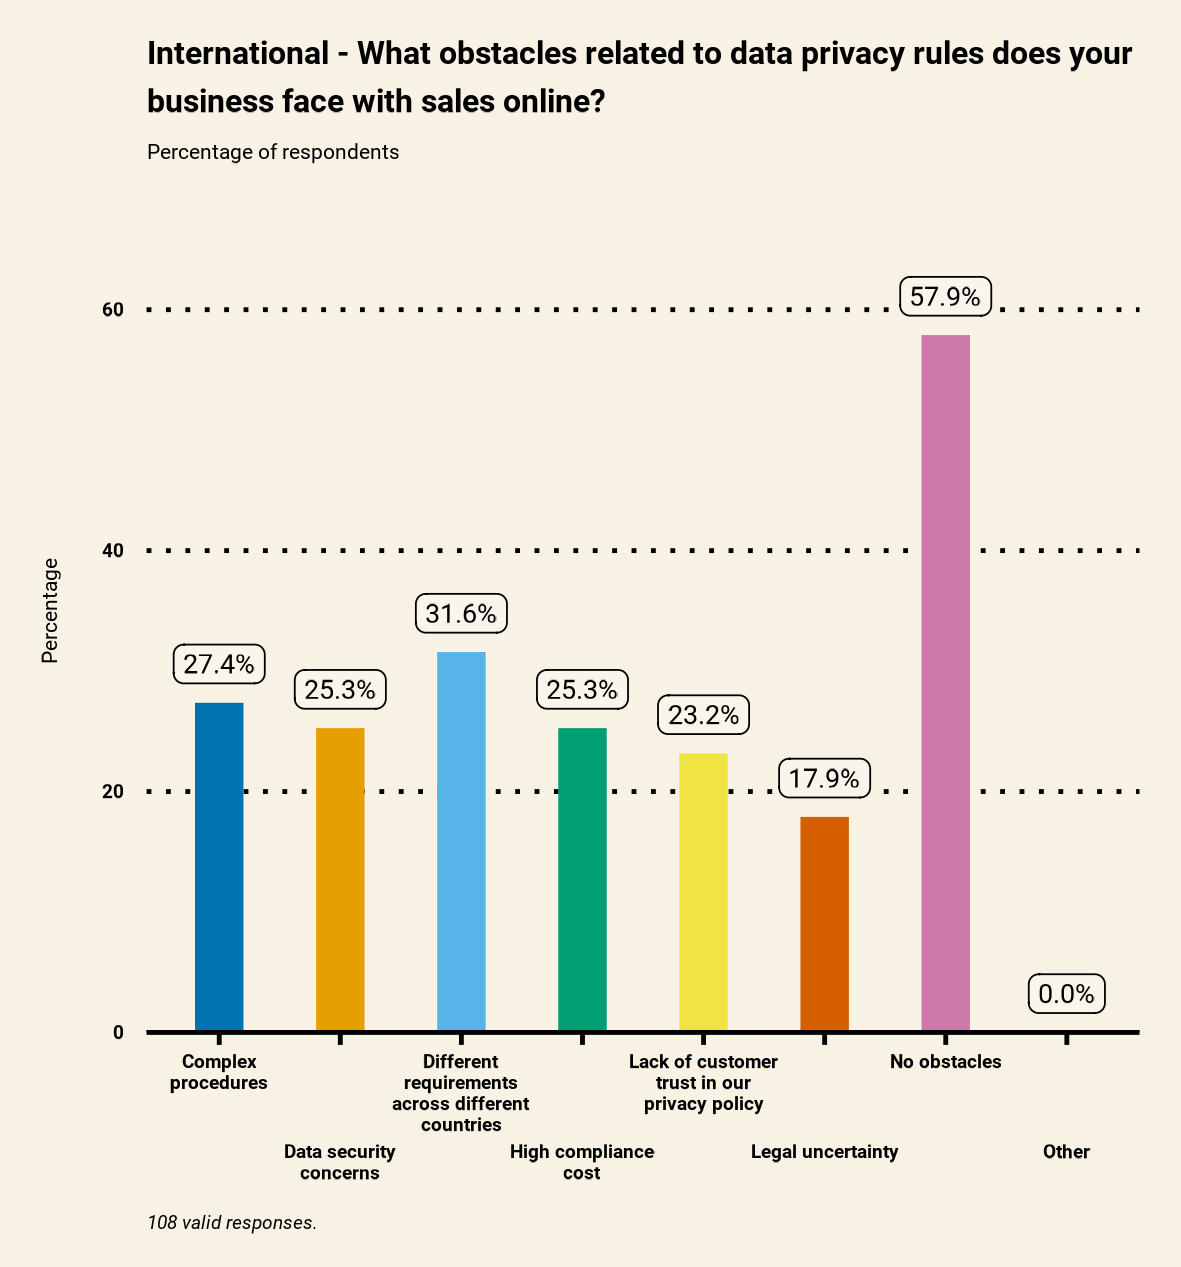 International - What obstacles related to data privacy rules does your
business face with sales online?
Percentage of respondents
Percentage
60
40
20
0
27.4%
25.3%
31.6%
25.3%
23.2%
17.9%
57.9%
0.0%
Complex
procedures
Data security
concerns
Different
requirements
across different
countries
High compliance
cost
Lack of customer
trust in our
privacy policy
Legal uncertainty
No obstacles
Other
108 valid responses.